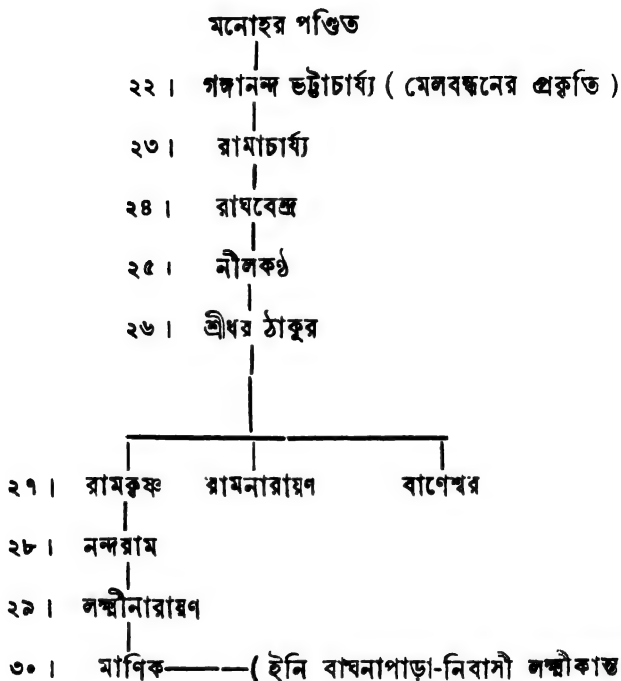 মনোহর পণ্ডিত
২২। গঙ্গানন্দ ভট্টাচার্য্য ( মেলবন্ধনের প্রকৃতি )
২৩। রামাচার্য্য
২৪। রাঘবেন্দ্র
২৫। নীলকণ্ঠ
২৬। শ্রীধর ঠাকুর
২৭। রামকৃষ্ণ রামনারায়ণ বাণেশ্বর
২৮। নন্দরাম
২৯। লক্ষ্মীনারায়ণ
৩০। মাণিক———( ইনি বাঘনাপাড়া-নিবাসী লক্ষ্মীকান্ত